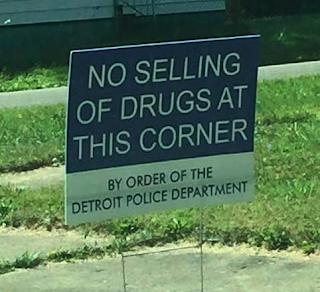 NO SELLING
OF DRUGS AT
THIS CORNER
BY ORDER OF THE
DETROIT POLICE DEPARTMENT